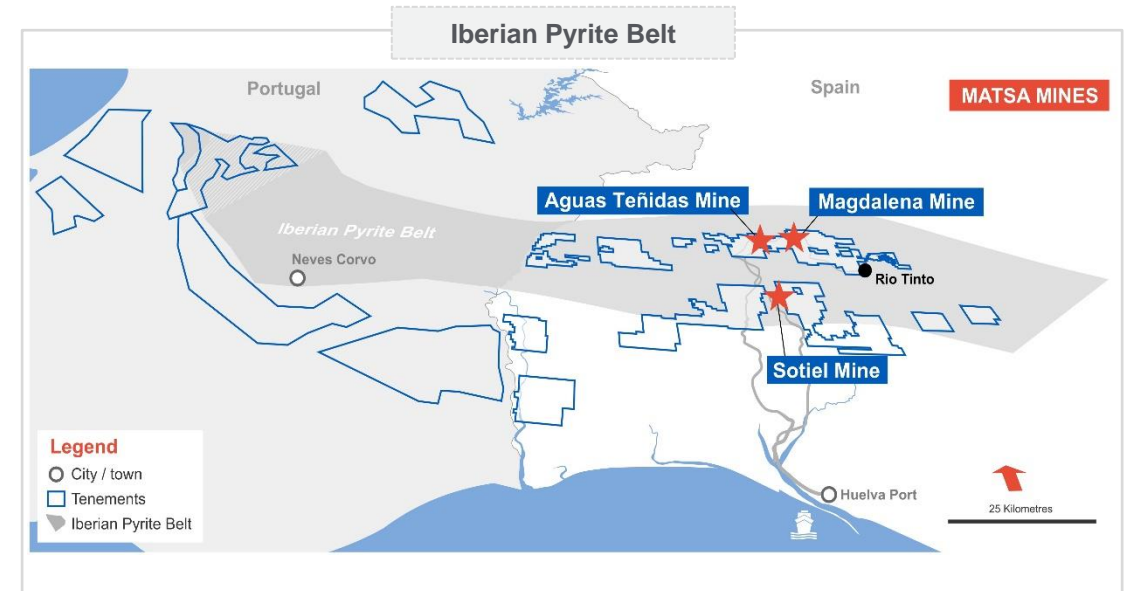 Iberian Pyrite Belt
Portugal
Spain
MATSA MINES
Aguas Teñidas Mine
Magdalena Mine
Iberian Pyrite Belt
Neves Corvo
Rio Tinto
Sotiel Mine
Legend
City / town
Tenements
Iberian Pyrite Belt
Huelva Port
25 Kilometres